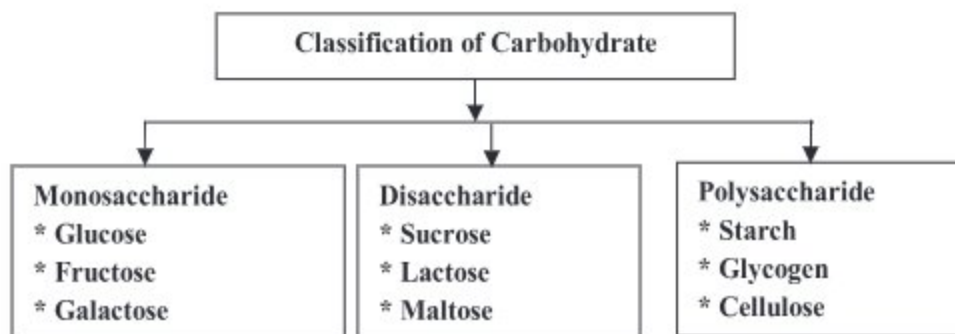 Classification of Carbohydrate
Monosaccharide
* Glucose
* Fructose
* Galactose
Disaccharide
* Sucrose
* Lactose
* Maltose
Polysaccharide
* Starch
* Glycogen
* Cellulose